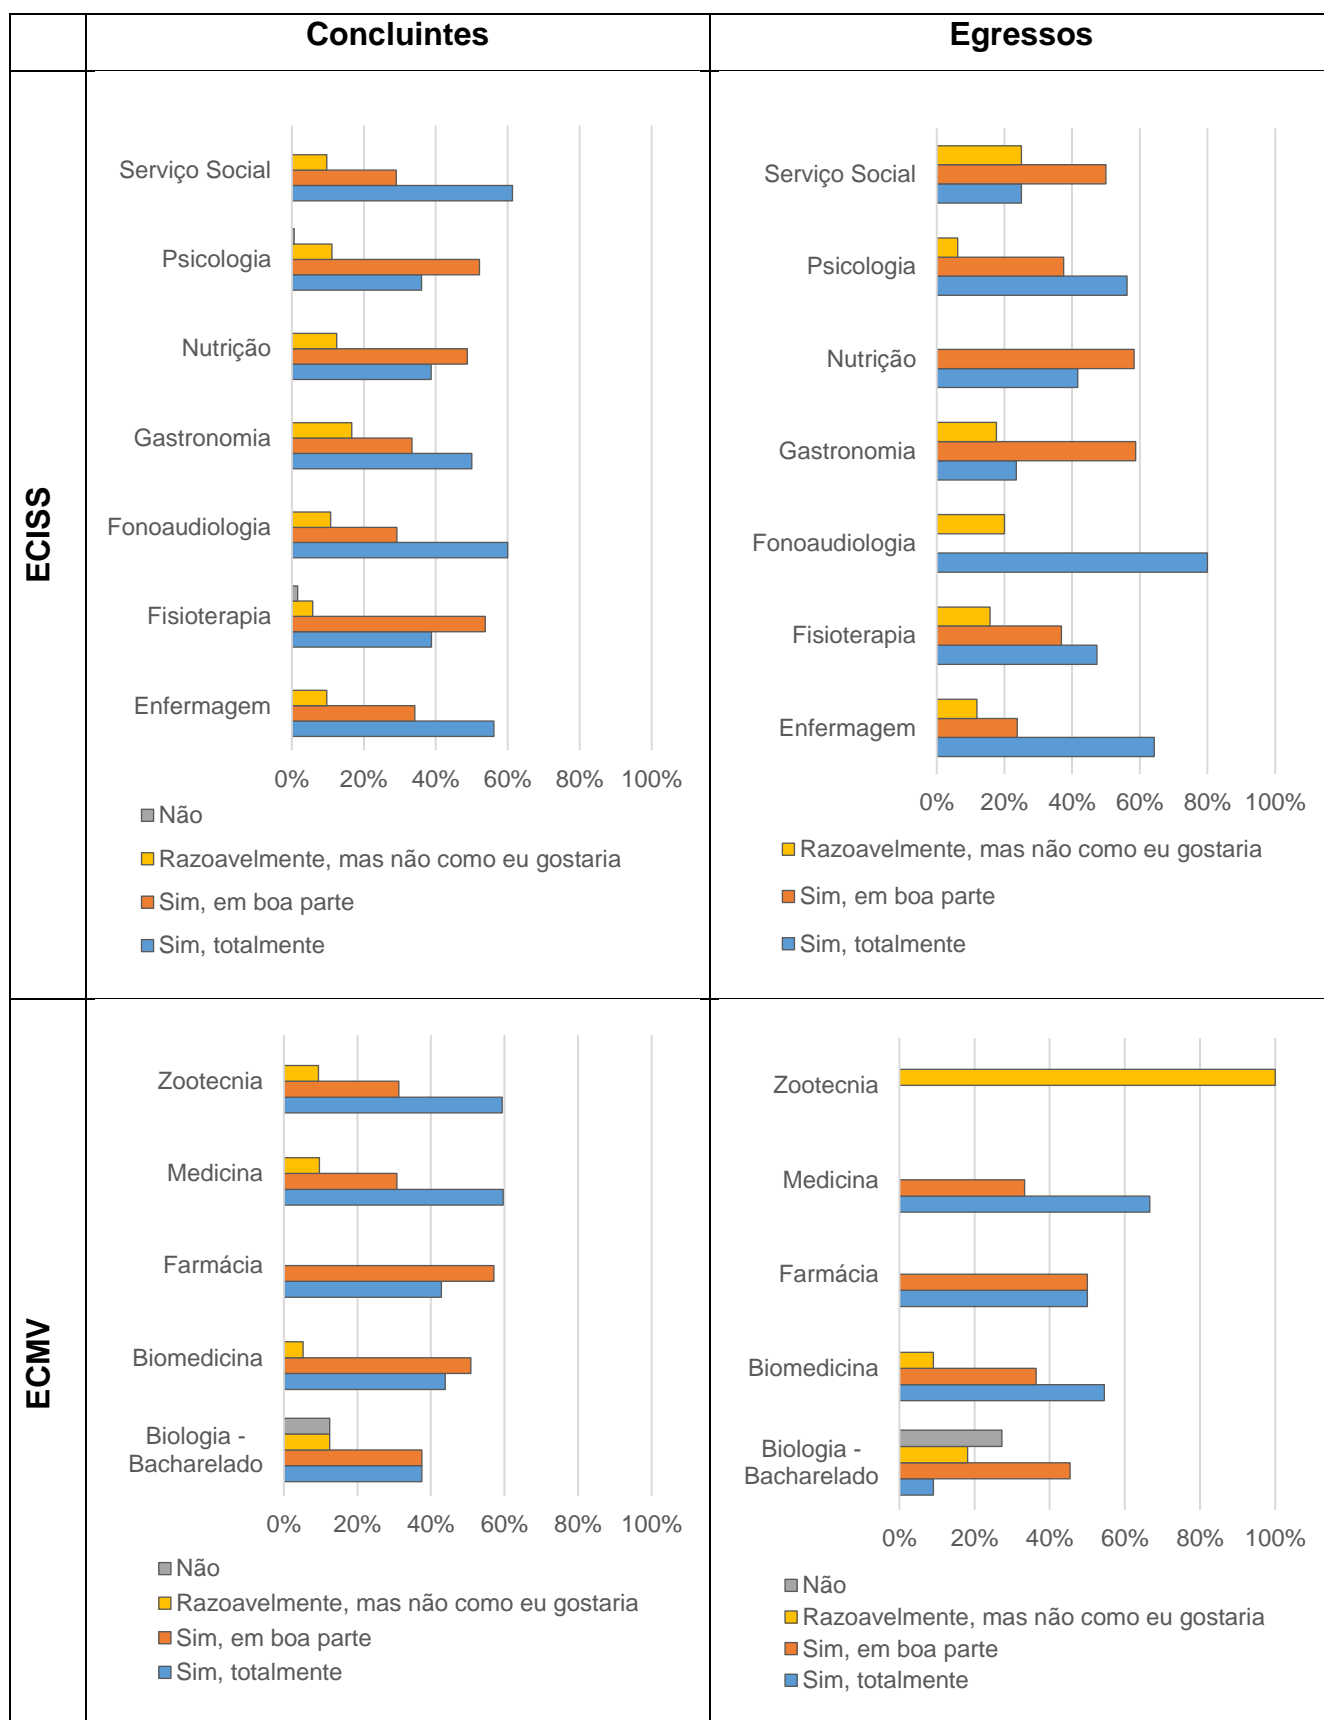 Concluintes
Egressos
ECISS
Serviço Social
Psicologia
Nutrição
Gastronomia
Fonoaudiologia
Fisioterapia
Enfermagem
0% 20% 40% 60% 80% 100%
Não
Razoavelmente, mas não como eu gostaria
Sim, em boa parte
Sim, totalmente
Serviço Social
Psicologia
Nutrição
Gastronomia
Fonoaudiologia
Fisioterapia
Enfermagem
0% 20% 40% 60% 80% 100%
Razoavelmente, mas não como eu gostaria
Sim, em boa parte
Sim, totalmente
ECMV
Zootecnia
Medicina
Farmácia
Biomedicina
Biologia -
Bacharelado
0% 20% 40% 60% 80% 100%
Não
Razoavelmente, mas não como eu gostaria
Sim, em boa parte
Sim, totalmente
Zootecnia
Medicina
Farmácia
Biomedicina
Biologia -
Bacharelado
0% 20% 40% 60% 80% 100%
Não
Razoavelmente, mas não como eu gostaria
Sim, em boa parte
Sim, totalmente